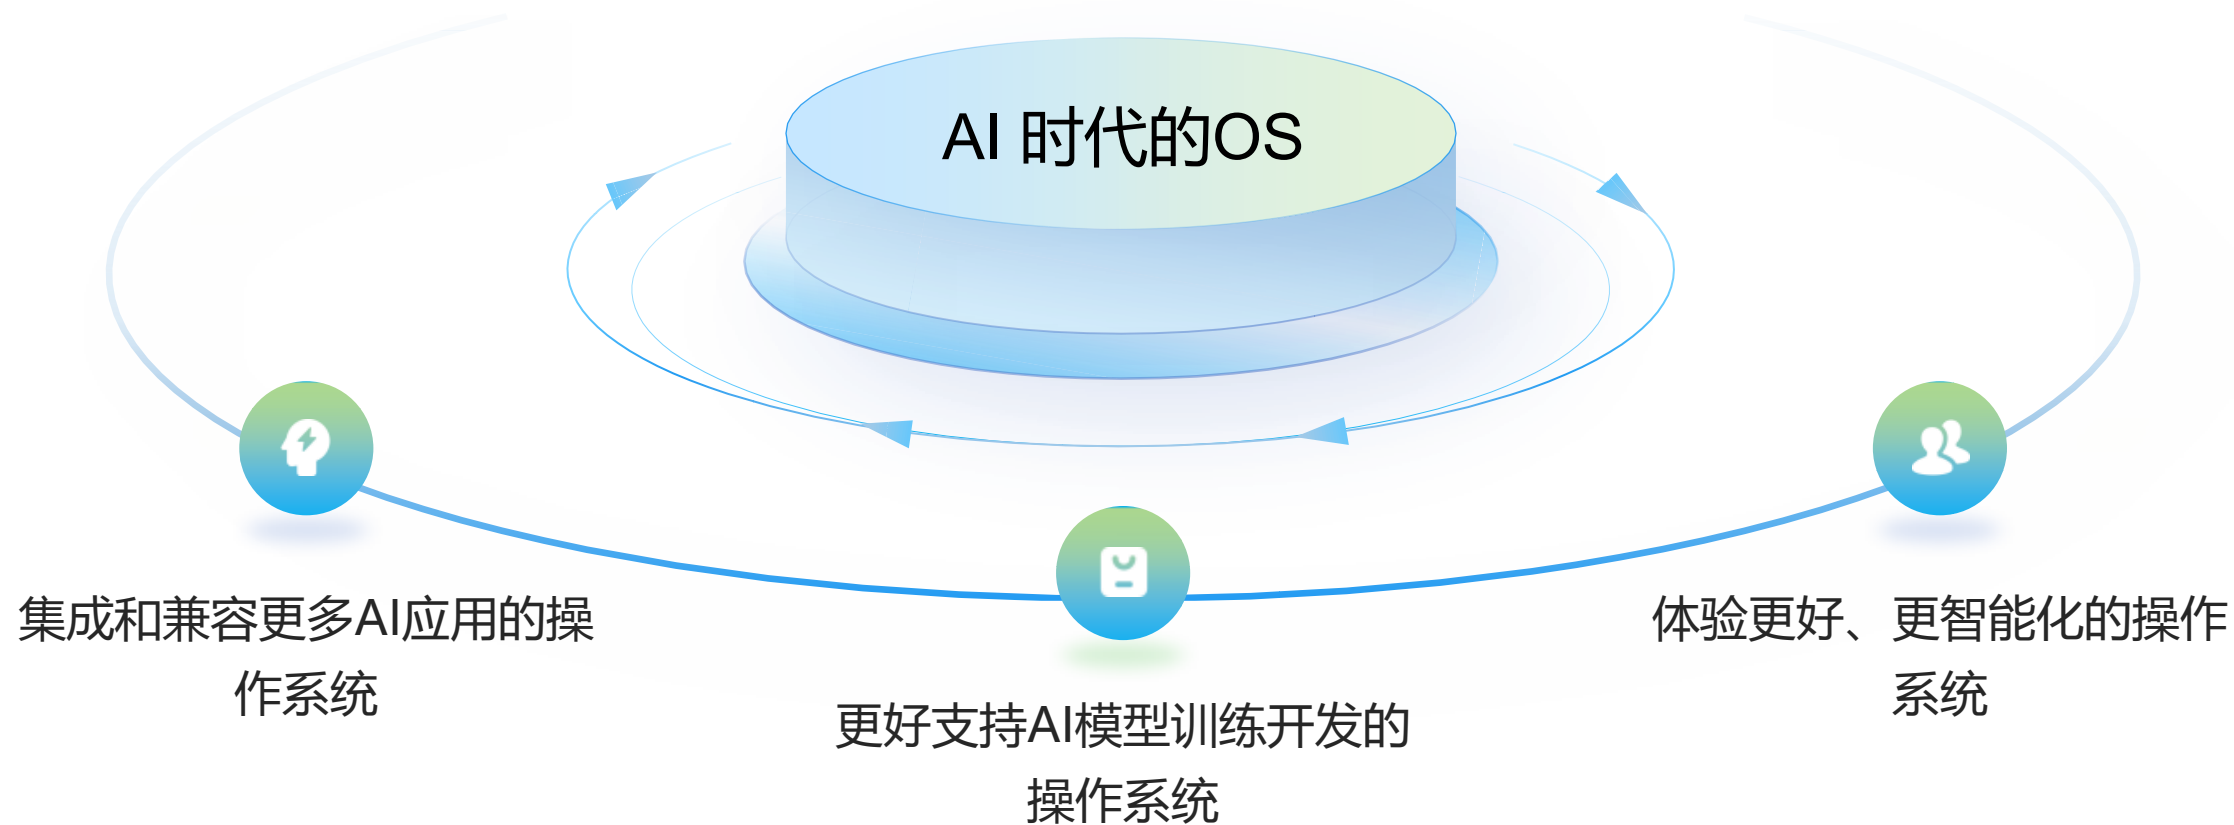 AI 时代的OS
集成和兼容更多AI应用的操
作系统
更好支持AI模型训练开发的
操作系统
体验更好、更智能化的操作
系统